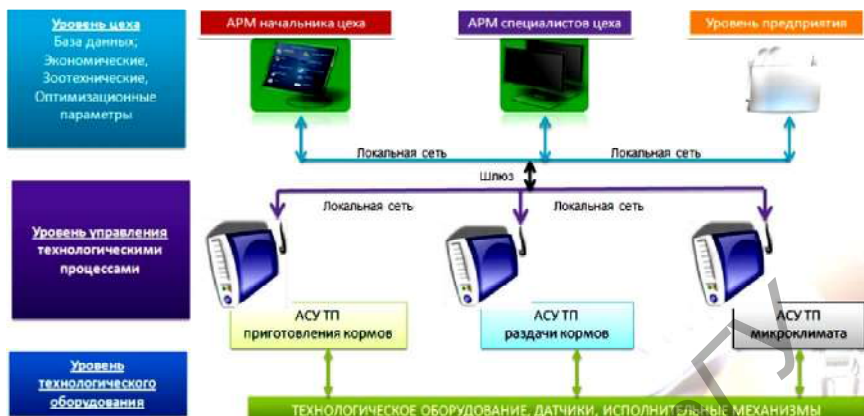 Уровень цеха
База данных;
Экономические,
Зоотехнические,
Оптимизационные
параметры
АРМ начальника цеха
АРМ специалистов цеха
Уровень предприятия
Локальная сеть
Локальная сеть
Шлюз
Локальная сеть
Локальная сеть
Уровень управления
технологическими
процессами
АСУ ТП
приготовления кормов
АСУ ТП
раздачи кормов
АСУ ТП
микроклимата
Уровень
технологического
оборудования
ТЕХНОЛОГИЧЕСКОЕ ОБОРУДОВАНИЕ, ДАТЧИКИ, ИСПОЛНИТЕЛЬНЫЕ МЕХАНИЗМЫ